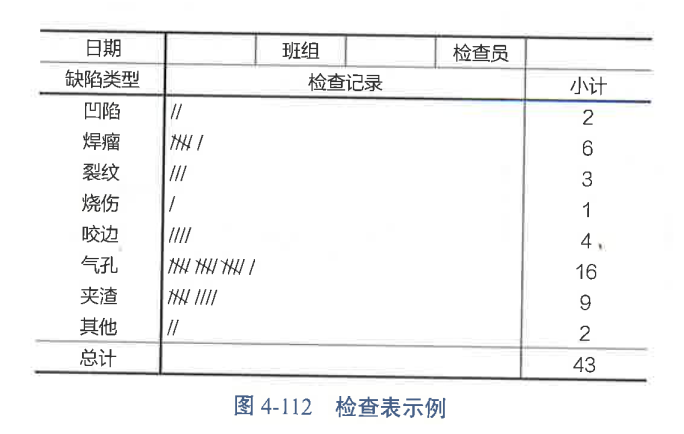 日期 班组 检查员
缺陷类型 检查记录 小计
凹陷 // 2
焊瘤 //// / 6
裂纹 /// 3
烧伤 / 1
咬边 //// 4
气孔 //// //// //// / 16
夹渣 //// //// 9
其他 // 2
总计 43
图 4-112 检查表示例